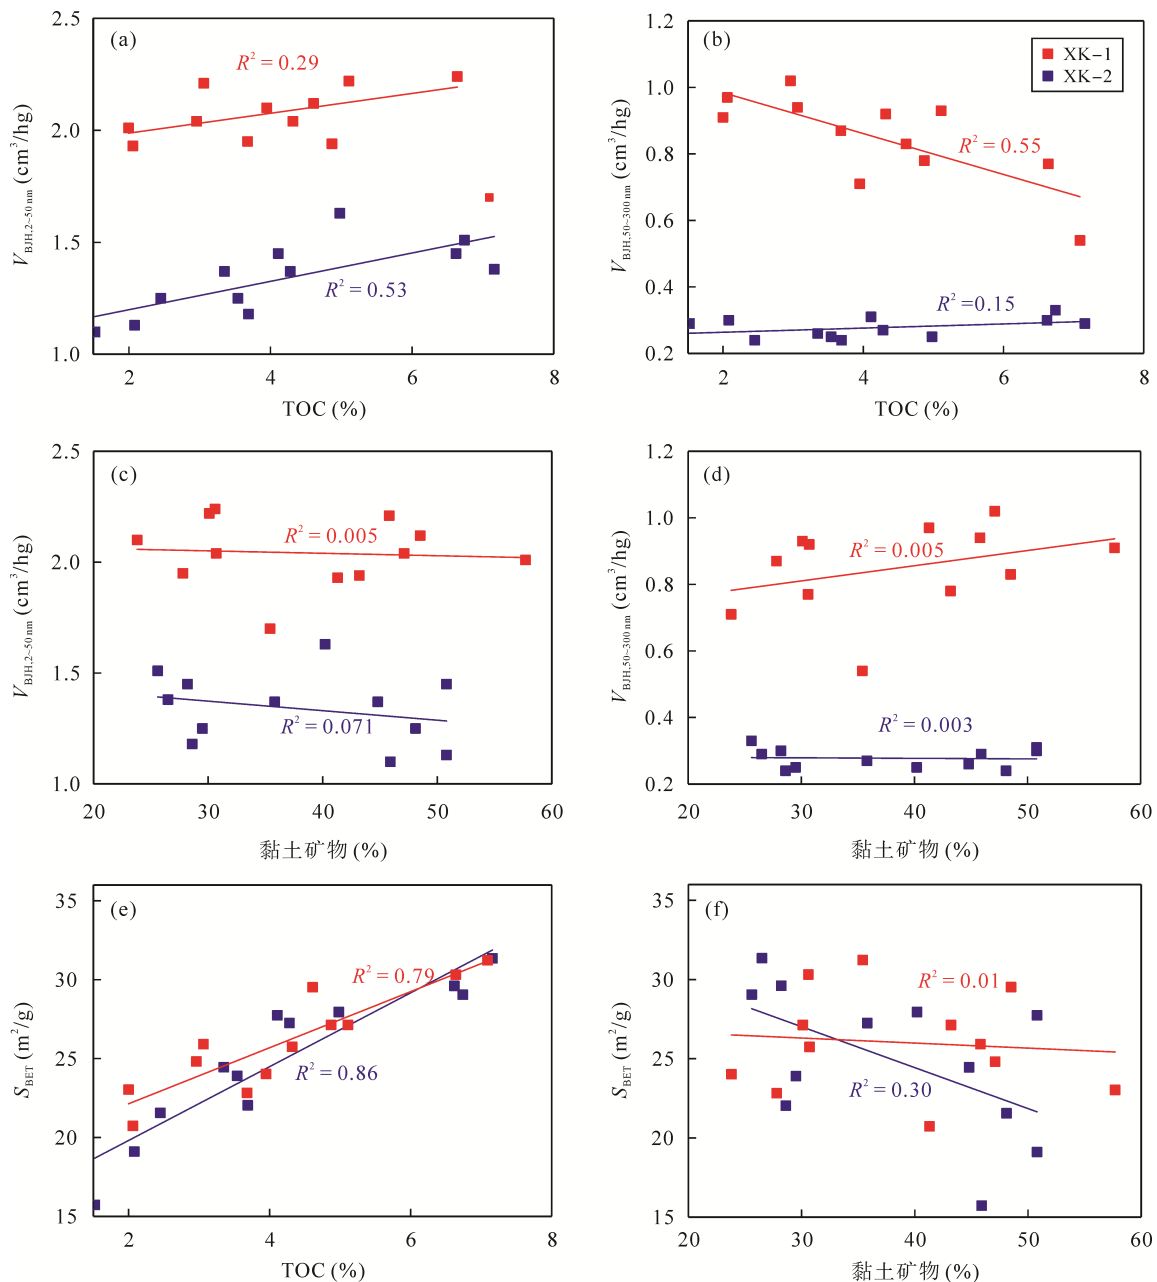 (a)
2.5
2.0
1.5
1.0
V_BJH,2~50 nm (cm³/hg)
R² = 0.29
R² = 0.53
2 4 6 8
TOC (%)
(b)
1.2
1.0
0.8
0.6
0.4
0.2
V_BJH,50~300 nm (cm³/hg)
XK-1
XK-2
R² = 0.55
R² =0.15
2 4 6 8
TOC (%)
(c)
2.5
2.0
1.5
1.0
V_BJH,2~50 nm (cm³/hg)
R² = 0.005
R² = 0.071
20 30 40 50 60
黏土矿物 (%)
(d)
1.2
1.0
0.8
0.6
0.4
0.2
V_BJH,50~300 nm (cm³/hg)
R² = 0.005
R² = 0.003
20 30 40 50 60
黏土矿物 (%)
(e)
35
30
25
20
15
S_BET (m²/g)
R² = 0.79
R² = 0.86
2 4 6 8
TOC (%)
(f)
35
30
25
20
15
S_BET (m²/g)
R² = 0.01
R² = 0.30
20 30 40 50 60
黏土矿物 (%)